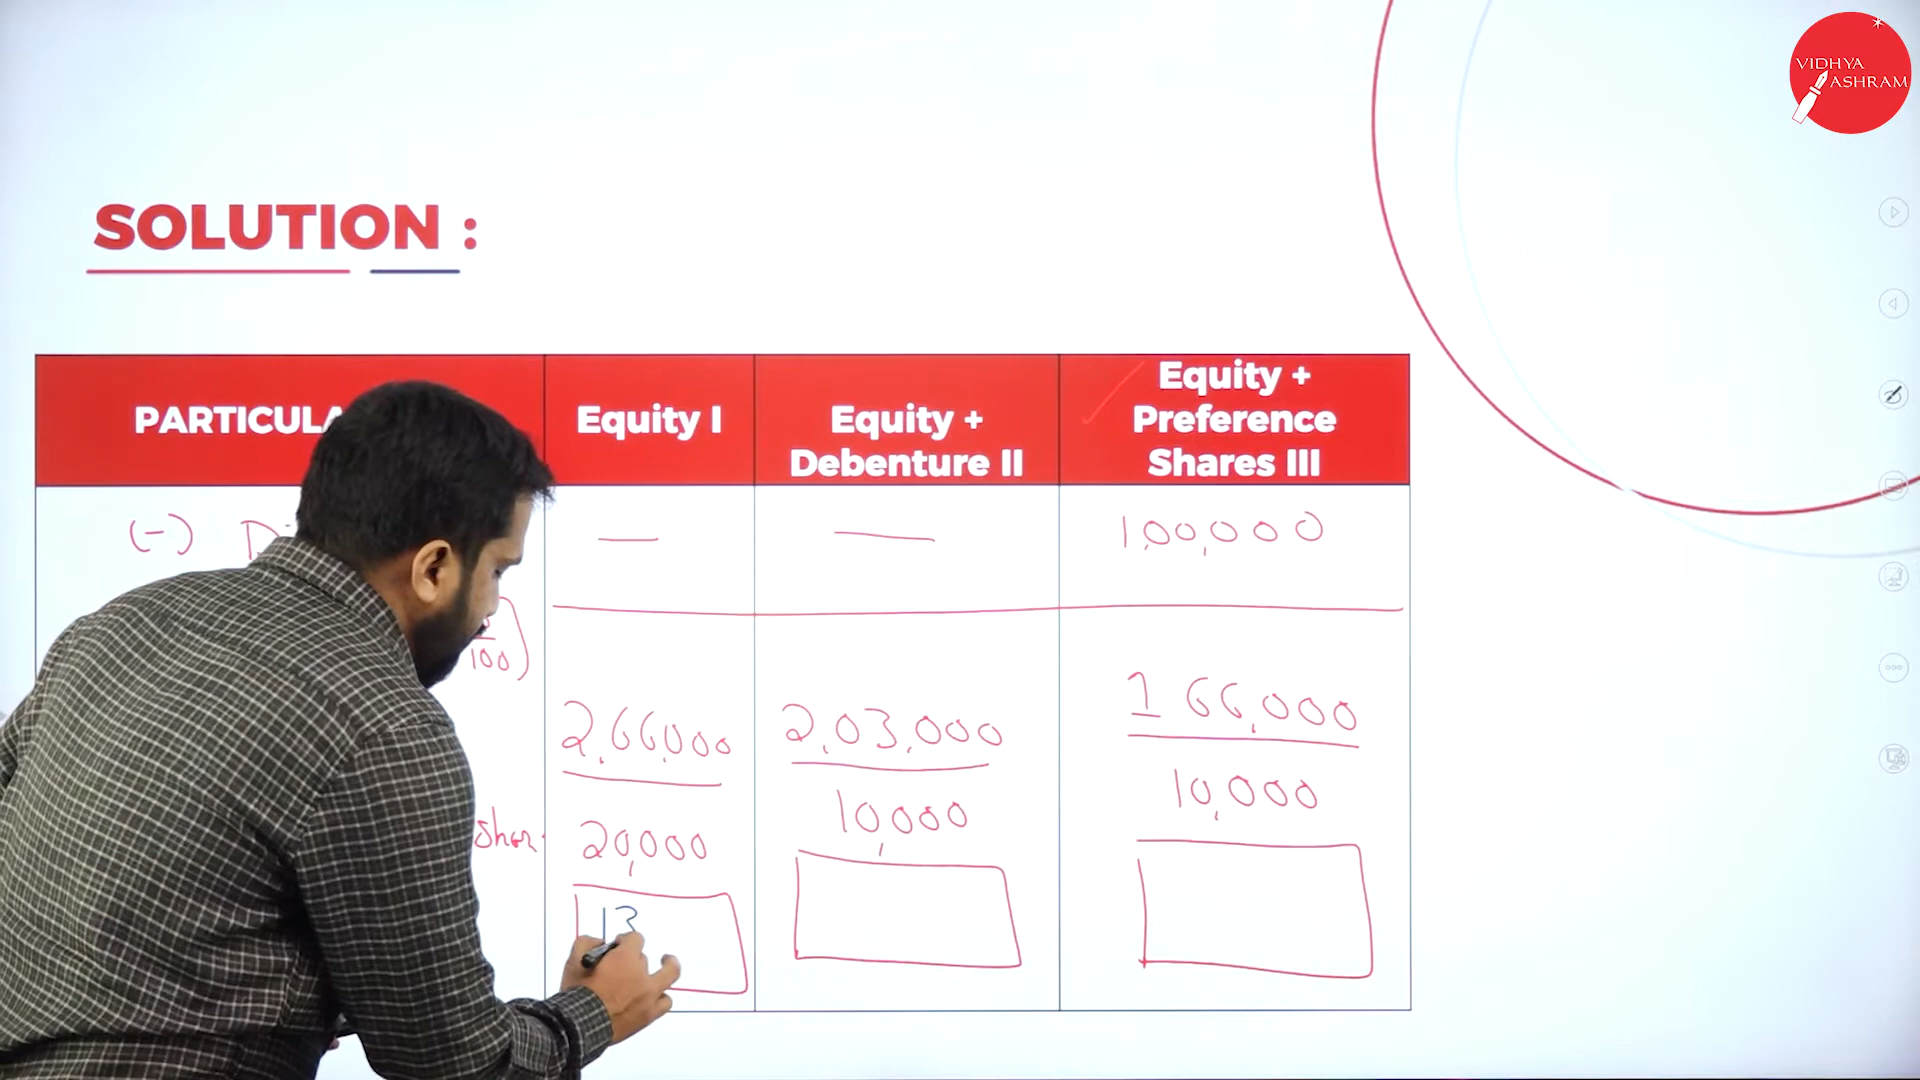 VIDHYA
ASHRAM
SOLUTION :
PARTICULA
Equity I
Equity +
Debenture II
Equity +
Preference
Shares III
(-) Di
—
—
1,00,000
100)
2,66,000
2,03,000
1 66,000
Shar
20,000
10,000
10,000
13